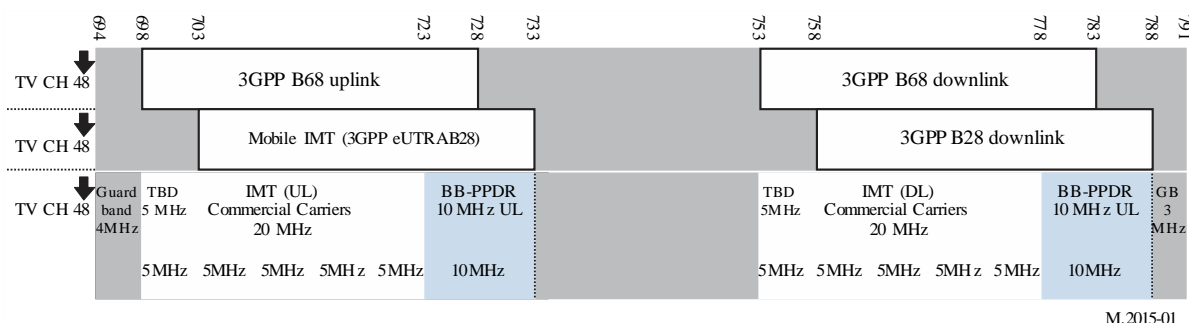 694 698 703 723 728 733 753 758 778 783 788 791
TV CH 48 3GPP B68 uplink 3GPP B68 downlink
TV CH 48 Mobile IMT (3GPP eUTRAB28) 3GPP B28 downlink
TV CH 48
Guard
band
4MHz
TBD
5 MHz
IMT (UL)
Commercial Carriers
20 MHz
BB-PPDR
10 MHz UL
TBD
5MHz
IMT (DL)
Commercial Carriers
20 MHz
BB-PPDR
10 MHz UL
GB
3
MHz
5MHz 5MHz 5MHz 5MHz 5MHz 10MHz 5MHz 5MHz 5MHz 5MHz 5MHz 10MHz
M.2015-01